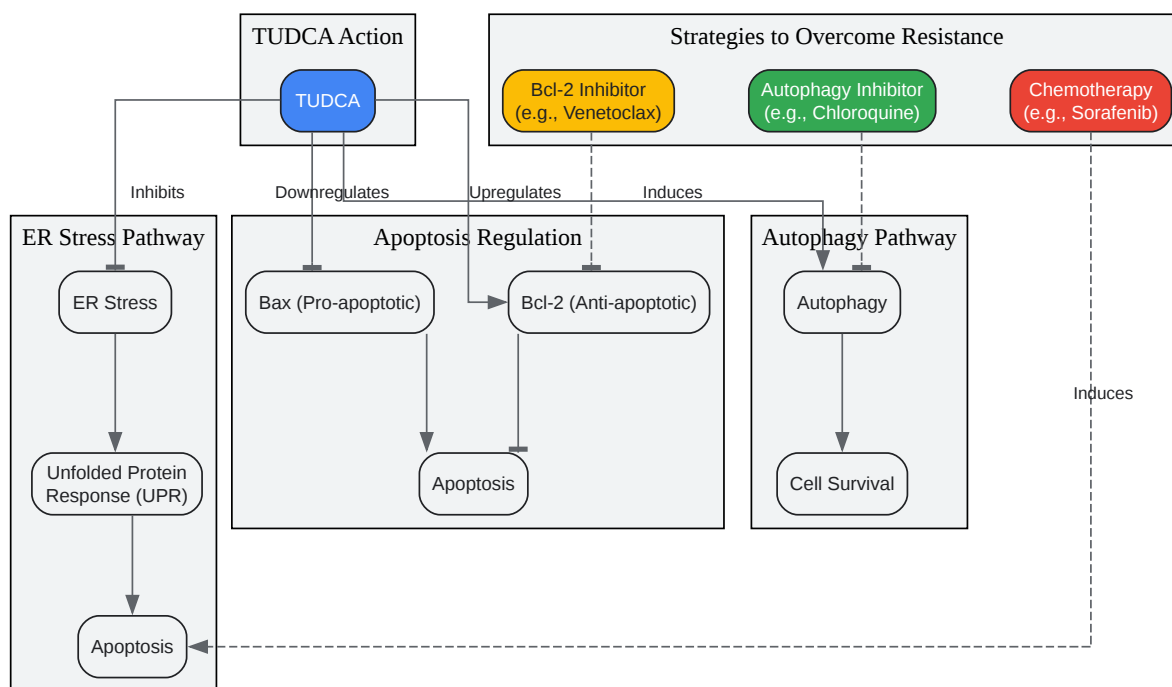 TUDCA Action
Strategies to Overcome Resistance
TUDCA
Bcl-2 Inhibitor
(e.g., Venetoclax)
Autophagy Inhibitor
(e.g., Chloroquine)
Chemotherapy
(e.g., Sorafenib)
Inhibits
Downregulates
Upregulates
Induces
ER Stress Pathway
Apoptosis Regulation
Autophagy Pathway
ER Stress
Bax (Pro-apoptotic)
Bcl-2 (Anti-apoptotic)
Autophagy
Induces
Unfolded Protein
Response (UPR)
Apoptosis
Cell Survival
Apoptosis